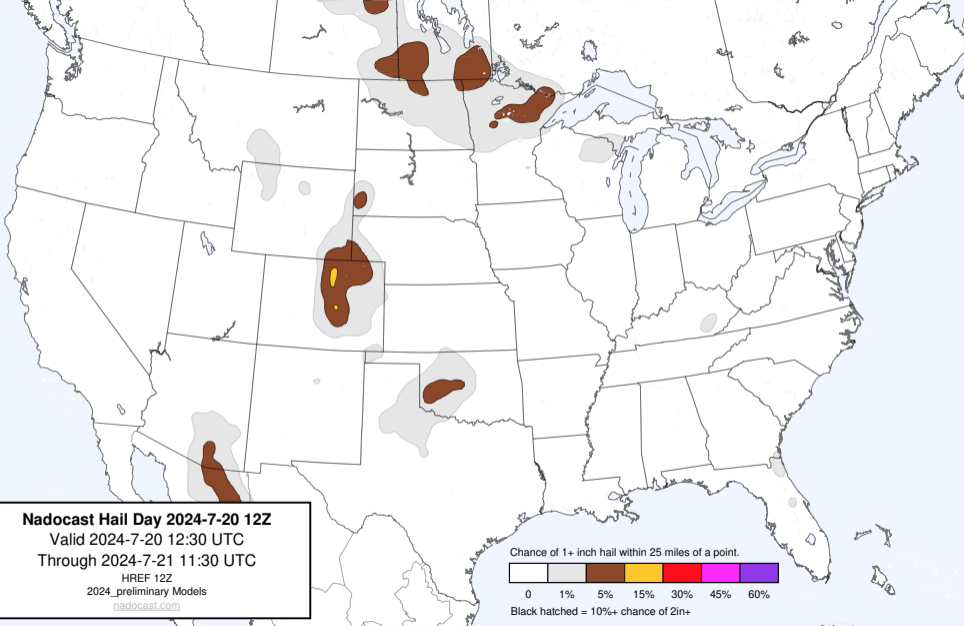 Nadocast Hail Day 2024-7-20 12Z
Valid 2024-7-20 12:30 UTC
Through 2024-7-21 11:30 UTC
HREF 12Z
2024_preliminary Models
nadocast.com
Chance of 1+ inch hail within 25 miles of a point.
0 1% 5% 15% 30% 45% 60%
Black hatched = 10%+ chance of 2in+